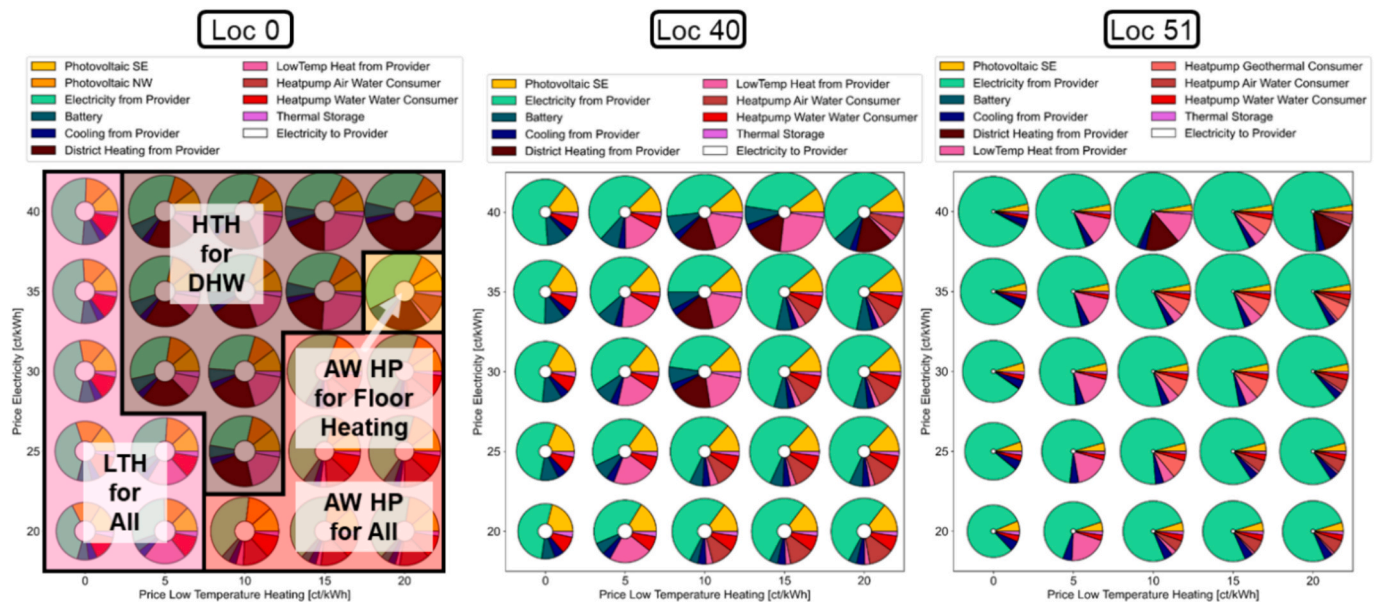 Loc 0
Photovoltaic SE
Photovoltaic NW
Electricity from Provider
Battery
Cooling from Provider
District Heating from Provider
LowTemp Heat from Provider
Heatpump Air Water Consumer
Heatpump Water Water Consumer
Thermal Storage
Electricity to Provider
Price Electricity [ct/kWh]
40
35
30
25
20
HTH
for
DHW
AW HP
for Floor
Heating
LTH
for
All
AW HP
for All
0
5
10
15
20
Price Low Temperature Heating [ct/kWh]
Loc 40
Photovoltaic SE
Electricity from Provider
Battery
Cooling from Provider
District Heating from Provider
LowTemp Heat from Provider
Heatpump Air Water Consumer
Heatpump Water Water Consumer
Thermal Storage
Electricity to Provider
Price Electricity [ct/kWh]
40
35
30
25
20
0
5
10
15
20
Price Low Temperature Heating [ct/kWh]
Loc 51
Photovoltaic SE
Electricity from Provider
Battery
Cooling from Provider
District Heating from Provider
LowTemp Heat from Provider
Heatpump Geothermal Consumer
Heatpump Air Water Consumer
Heatpump Water Water Consumer
Thermal Storage
Electricity to Provider
Price Electricity [ct/kWh]
40
35
30
25
20
0
5
10
15
20
Price Low Temperature Heating [ct/kWh]